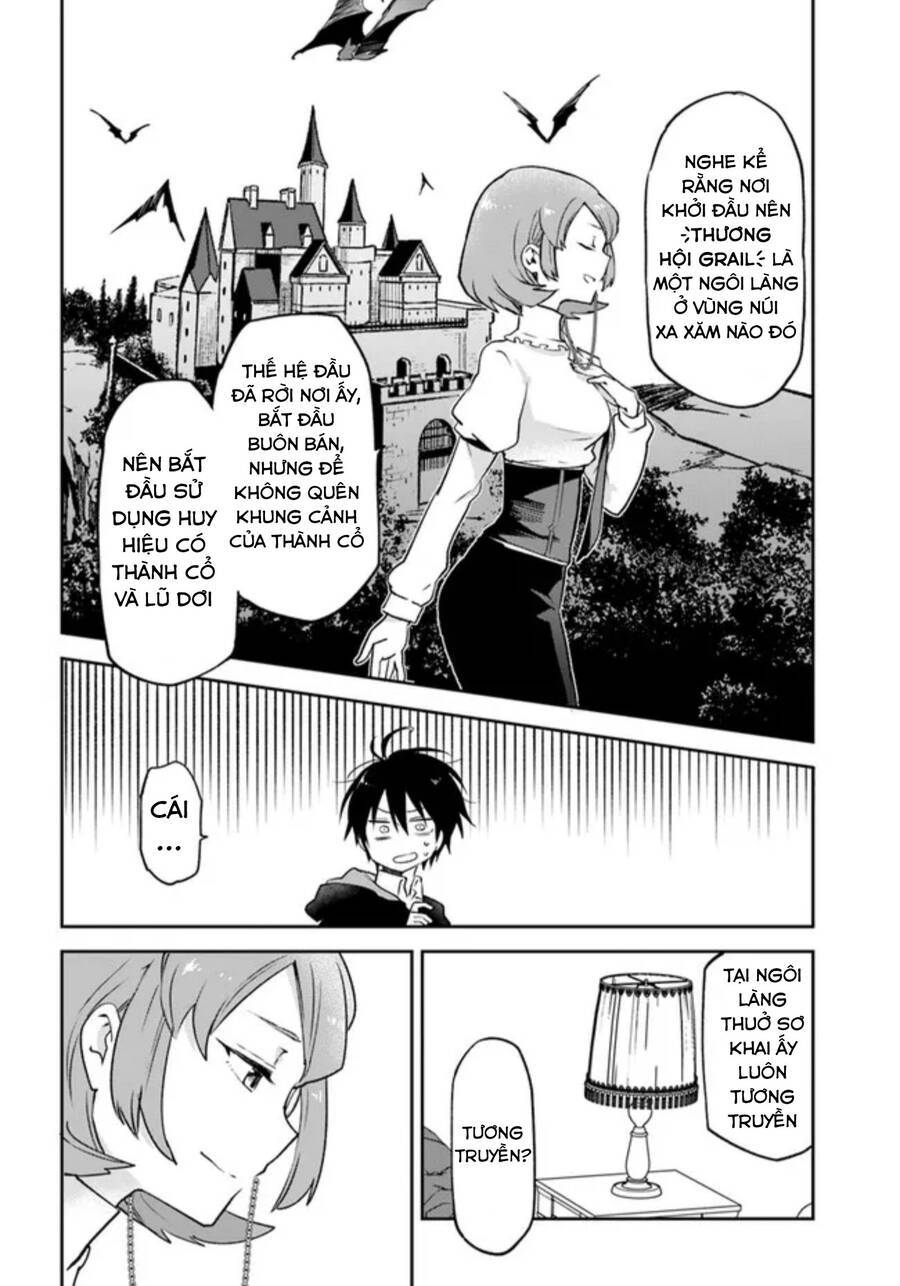 NGHE KỂ
RẰNG NƠI
KHỞI ĐẦU NÊN
THƯƠNG
HỘI GRAIL LÀ
MỘT NGÔI LÀNG
Ở VÙNG NÚI
XA XĂM NÀO ĐÓ
THẾ HỆ ĐẦU
ĐÃ RỜI NƠI ẤY,
BẮT ĐẦU
BUÔN BÁN,
NHƯNG ĐỂ
KHÔNG QUÊN
KHUNG CẢNH
CỦA THÀNH CỔ
NÊN BẮT
ĐẦU SỬ
DỤNG HUY
HIỆU CÓ
THÀNH CỔ
VÀ LŨ DƠI
CÁI
...
TẠI NGÔI
LÀNG
THUỞ SƠ
KHAI ẤY
LUÔN
TƯƠNG
TRUYỀN
TƯƠNG
TRUYỀN?